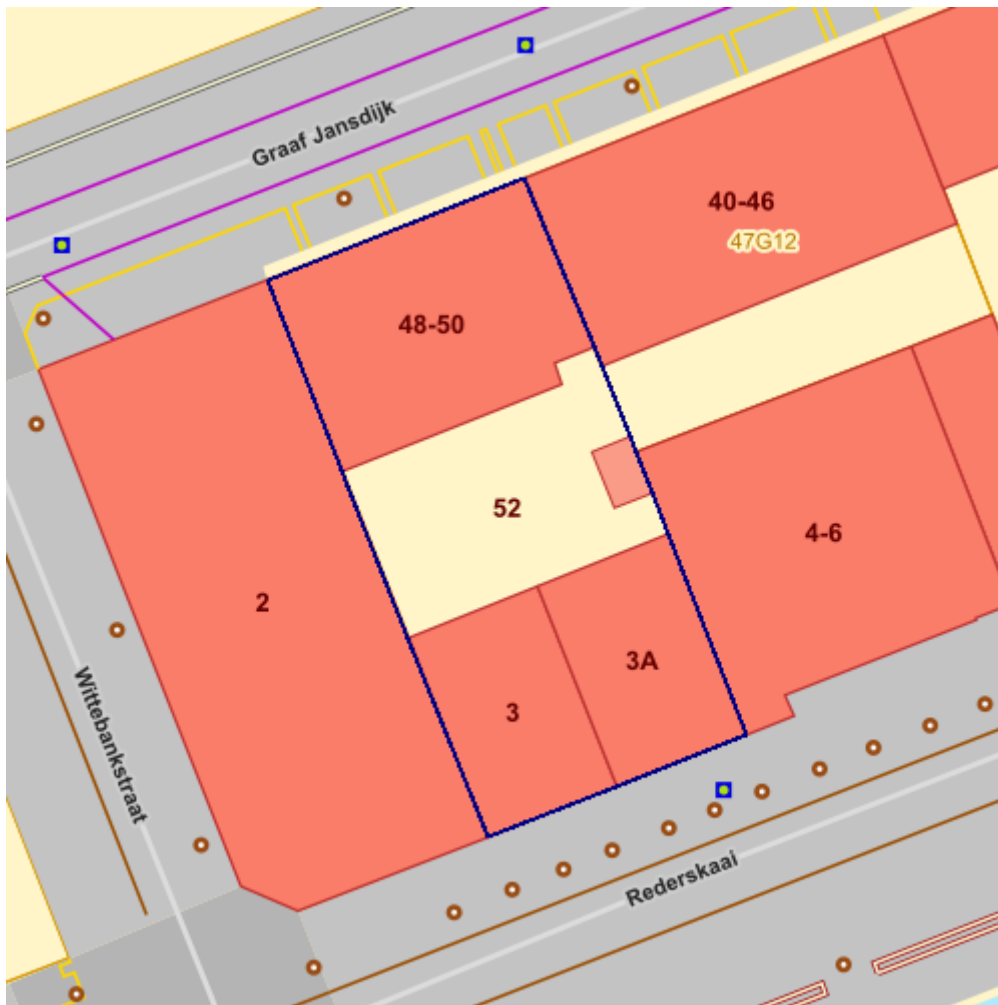 Graaf Jansdijk
40-46
47G12
48-50
52
4-6
2
3A
3
Wittebankstraat
Rederskaai